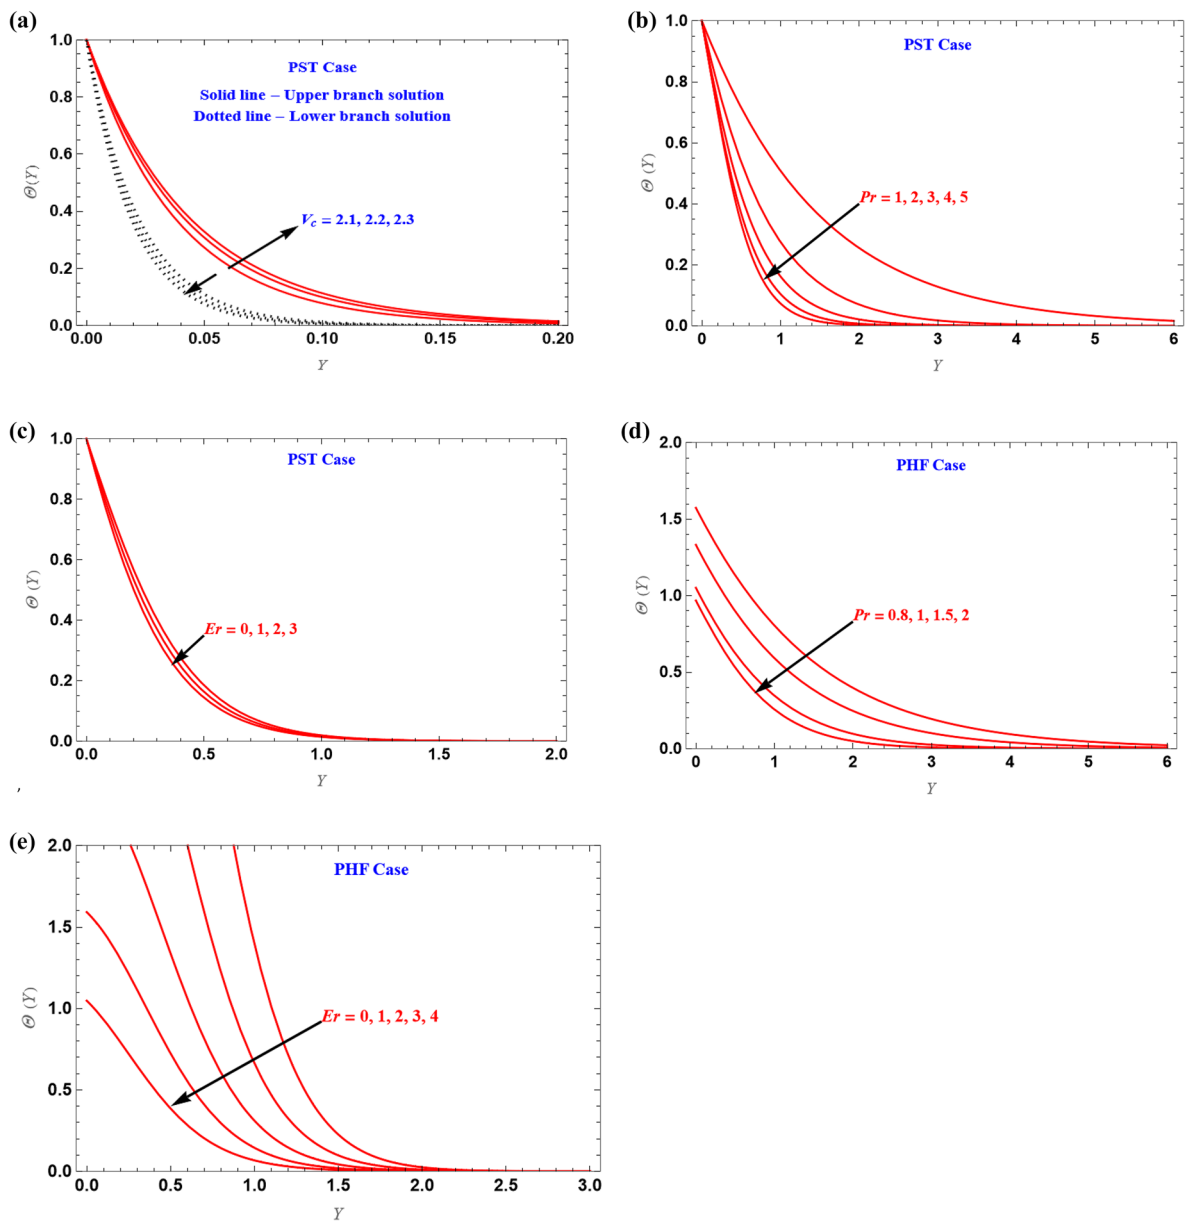 (a)
1.0
0.8
0.6
0.4
0.2
0.0
Θ(Y)
PST Case
Solid line – Upper branch solution
Dotted line – Lower branch solution
V_c = 2.1, 2.2, 2.3
0.00 0.05 0.10 0.15 0.20
Y
(b)
1.0
0.8
0.6
0.4
0.2
0.0
Θ (Y)
PST Case
Pr = 1, 2, 3, 4, 5
0 1 2 3 4 5 6
Y
(c)
1.0
0.8
0.6
0.4
0.2
0.0
Θ (Y)
PST Case
Er = 0, 1, 2, 3
0.0 0.5 1.0 1.5 2.0
Y
,
(d)
2.0
1.5
1.0
0.5
0.0
Θ (Y)
PHF Case
Pr = 0.8, 1, 1.5, 2
0 1 2 3 4 5 6
Y
(e)
2.0
1.5
1.0
0.5
0.0
Θ (Y)
PHF Case
Er = 0, 1, 2, 3, 4
0.0 0.5 1.0 1.5 2.0 2.5 3.0
Y